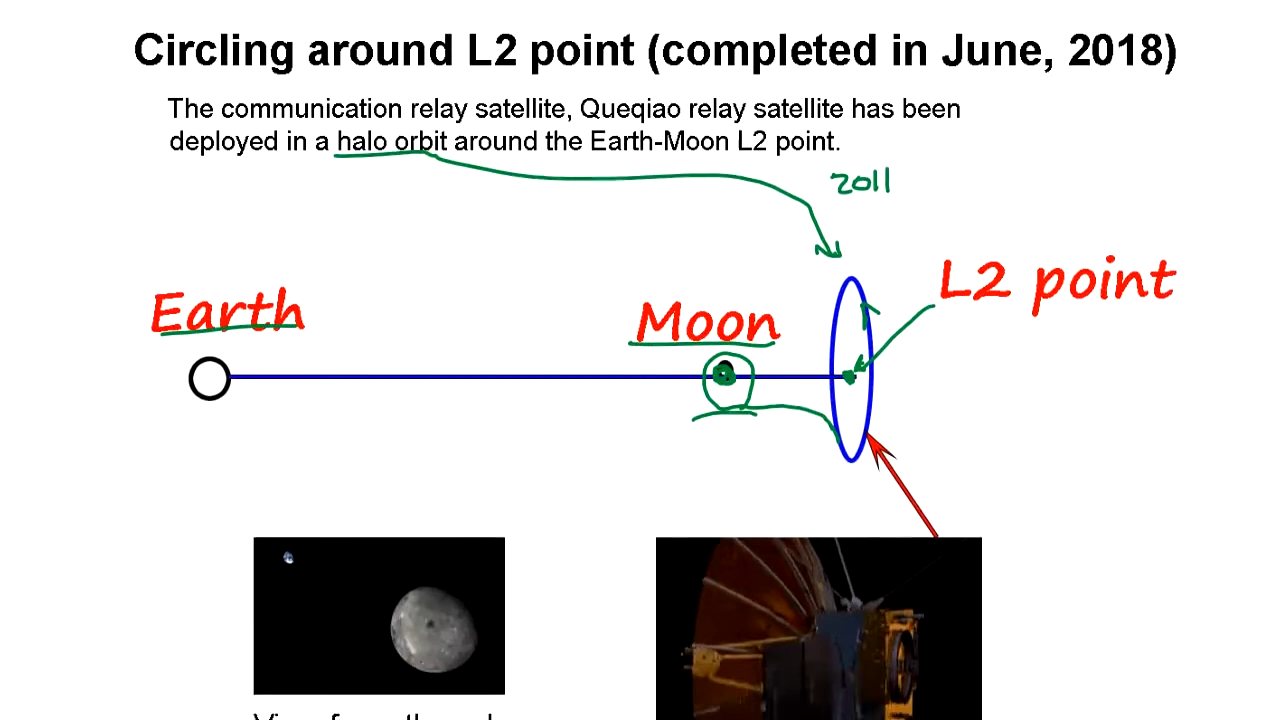 Circling around L2 point (completed in June, 2018)
The communication relay satellite, Queqiao relay satellite has been
deployed in a halo orbit around the Earth-Moon L2 point.
2011
L2 point
Earth
Moon